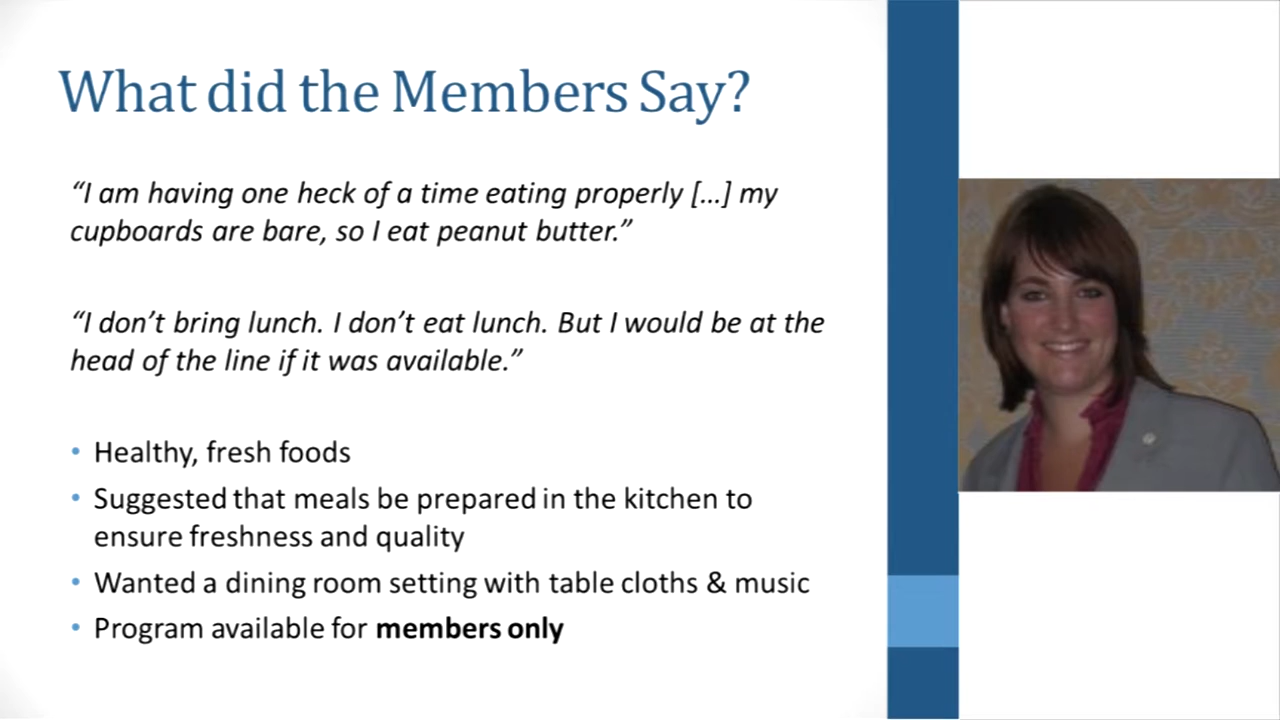 What did the Members Say?
“I am having one heck of a time eating properly [...] my
cupboards are bare, so I eat peanut butter.”
“I don’t bring lunch. I don’t eat lunch. But I would be at the
head of the line if it was available.”
• Healthy, fresh foods
• Suggested that meals be prepared in the kitchen to
ensure freshness and quality
• Wanted a dining room setting with table cloths & music
• Program available for members only